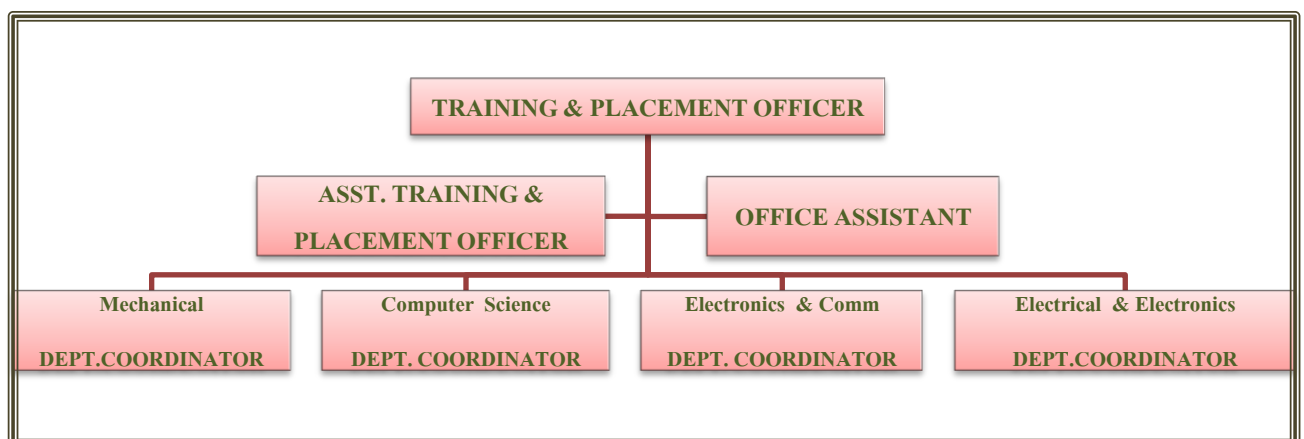 TRAINING & PLACEMENT OFFICER
ASST. TRAINING &
PLACEMENT OFFICER
OFFICE ASSISTANT
Mechanical
DEPT.COORDINATOR
Computer Science
DEPT. COORDINATOR
Electronics & Comm
DEPT. COORDINATOR
Electrical & Electronics
DEPT.COORDINATOR